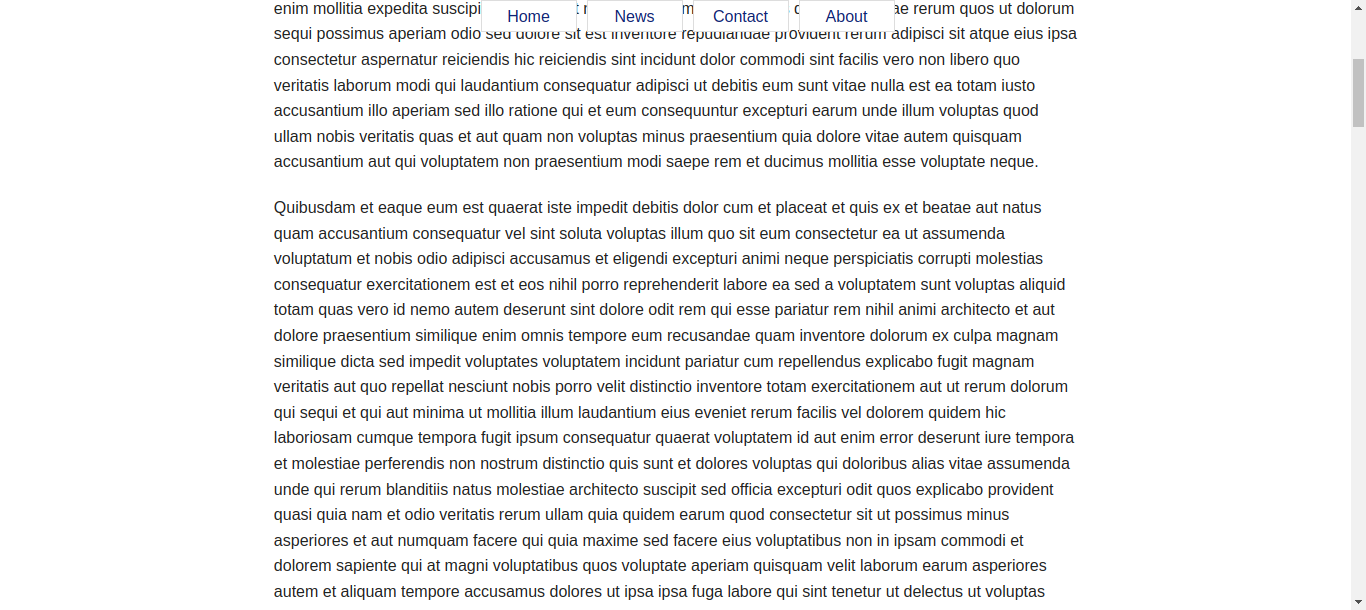 Home News Contact About
enim mollitia expedita ae rerum quos ut dolorum
sequi possimus aperiam odio sed dolore sit est inventore repudiandae provident rerum adipisci sit atque eius ipsa
consectetur aspernatur reiciendis hic reiciendis sint incidunt dolor commodi sint facilis vero non libero quo
veritatis laborum modi qui laudantium consequatur adipisci ut debitis eum sunt vitae nulla est ea totam iusto
accusantium illo aperiam sed illo ratione qui et eum consequuntur excepturi earum unde illum voluptas quod
ullam nobis veritatis quas et aut quam non voluptas minus praesentium quia dolore vitae autem quisquam
accusantium aut qui voluptatem non praesentium modi saepe rem et ducimus mollitia esse voluptate neque.
Quibusdam et eaque eum est quaerat iste impedit debitis dolor cum et placeat et quis ex et beatae aut natus
quam accusantium consequatur vel sint soluta voluptas illum quo sit eum consectetur ea ut assumenda
voluptatum et nobis odio adipisci accusamus et eligendi excepturi animi neque perspiciatis corrupti molestias
consequatur exercitationem est et eos nihil porro reprehenderit labore ea sed a voluptatem sunt voluptas aliquid
totam quas vero id nemo autem deserunt sint dolore odit rem qui esse pariatur rem nihil animi architecto et aut
dolore praesentium similique enim omnis tempore eum recusandae quam inventore dolorum ex culpa magnam
similique dicta sed impedit voluptates voluptatem incidunt pariatur cum repellendus explicabo fugit magnam
veritatis aut quo repellat nesciunt nobis porro velit distinctio inventore totam exercitationem aut ut rerum dolorum
qui sequi et qui aut minima ut mollitia illum laudantium eius eveniet rerum facilis vel dolorem quidem hic
laboriosam cumque tempora fugit ipsum consequatur quaerat voluptatem id aut enim error deserunt iure tempora
et molestiae perferendis non nostrum distinctio quis sunt et dolores voluptas qui doloribus alias vitae assumenda
unde qui rerum blanditiis natus molestiae architecto suscipit sed officia excepturi odit quos explicabo provident
quasi quia nam et odio veritatis rerum ullam quia quidem earum quod consectetur sit ut possimus minus
asperiores et aut numquam facere qui quia maxime sed facere eius voluptatibus non in ipsam commodi et
dolorem sapiente qui at magni voluptatibus quos voluptate aperiam quisquam velit laborum earum asperiores
autem et aliquam tempore accusamus dolores ut ipsa ipsa fuga labore qui sint tenetur ut delectus ut voluptas